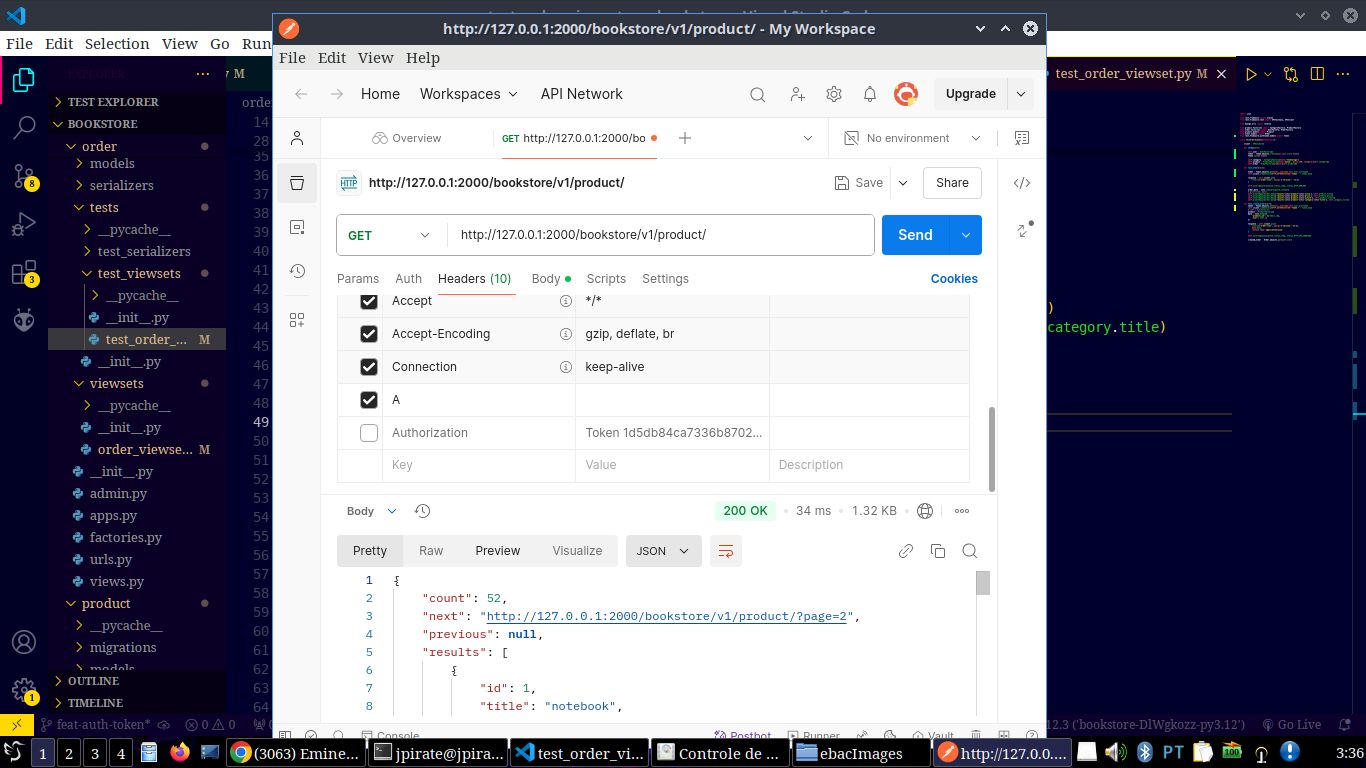 http://127.0.0.1:2000/bookstore/v1/product/ - My Workspace
File Edit Selection View Go Run
File Edit View Help
Home Workspaces API Network Upgrade
EXPLORER
M
test_order_viewset.py M
Overview GET http://127.0.0.1:2000/bo No environment
TEST EXPLORER
BOOKSTORE
order
models
serializers
tests
__pycache__
test_serializers
test_viewsets
__pycache__
__init__.py
test_order_... M
__init__.py
viewsets
__pycache__
__init__.py
order_viewse... M
__init__.py
admin.py
apps.py
factories.py
urls.py
views.py
product
__pycache__
migrations
models
OUTLINE
TIMELINE
8
3
1
14
28
35
36
37
38
39
40
41
42
43
44
45
46
47
48
49
50
51
52
53
54
55
56
57
58
59
60
61
62
63
64
)
category.title)
HTTP http://127.0.0.1:2000/bookstore/v1/product/ Save Share
GET http://127.0.0.1:2000/bookstore/v1/product/ Send
Params Auth Headers (10) Body Scripts Settings Cookies
Accept */*
Accept-Encoding gzip, deflate, br
Connection keep-alive
A
Authorization Token 1d5db84ca7336b8702...
Key Value Description
Body 200 OK 34 ms 1.32 KB
Pretty Raw Preview Visualize JSON
1 {
2 "count": 52,
3 "next": "http://127.0.0.1:2000/bookstore/v1/product/?page=2",
4 "previous": null,
5 "results": [
6 {
7 "id": 1,
8 "title": "notebook",
Console Postbot Runner Vault
feat-auth-token* 0 0 12.3 ('bookstore-DlWgkozz-py3.12') Go Live
1 2 3 4 (3063) Emine... jpirate@jpira... test_order_vi... Controle de ... ebacImages http://127.0.0.... PT 100 3:36